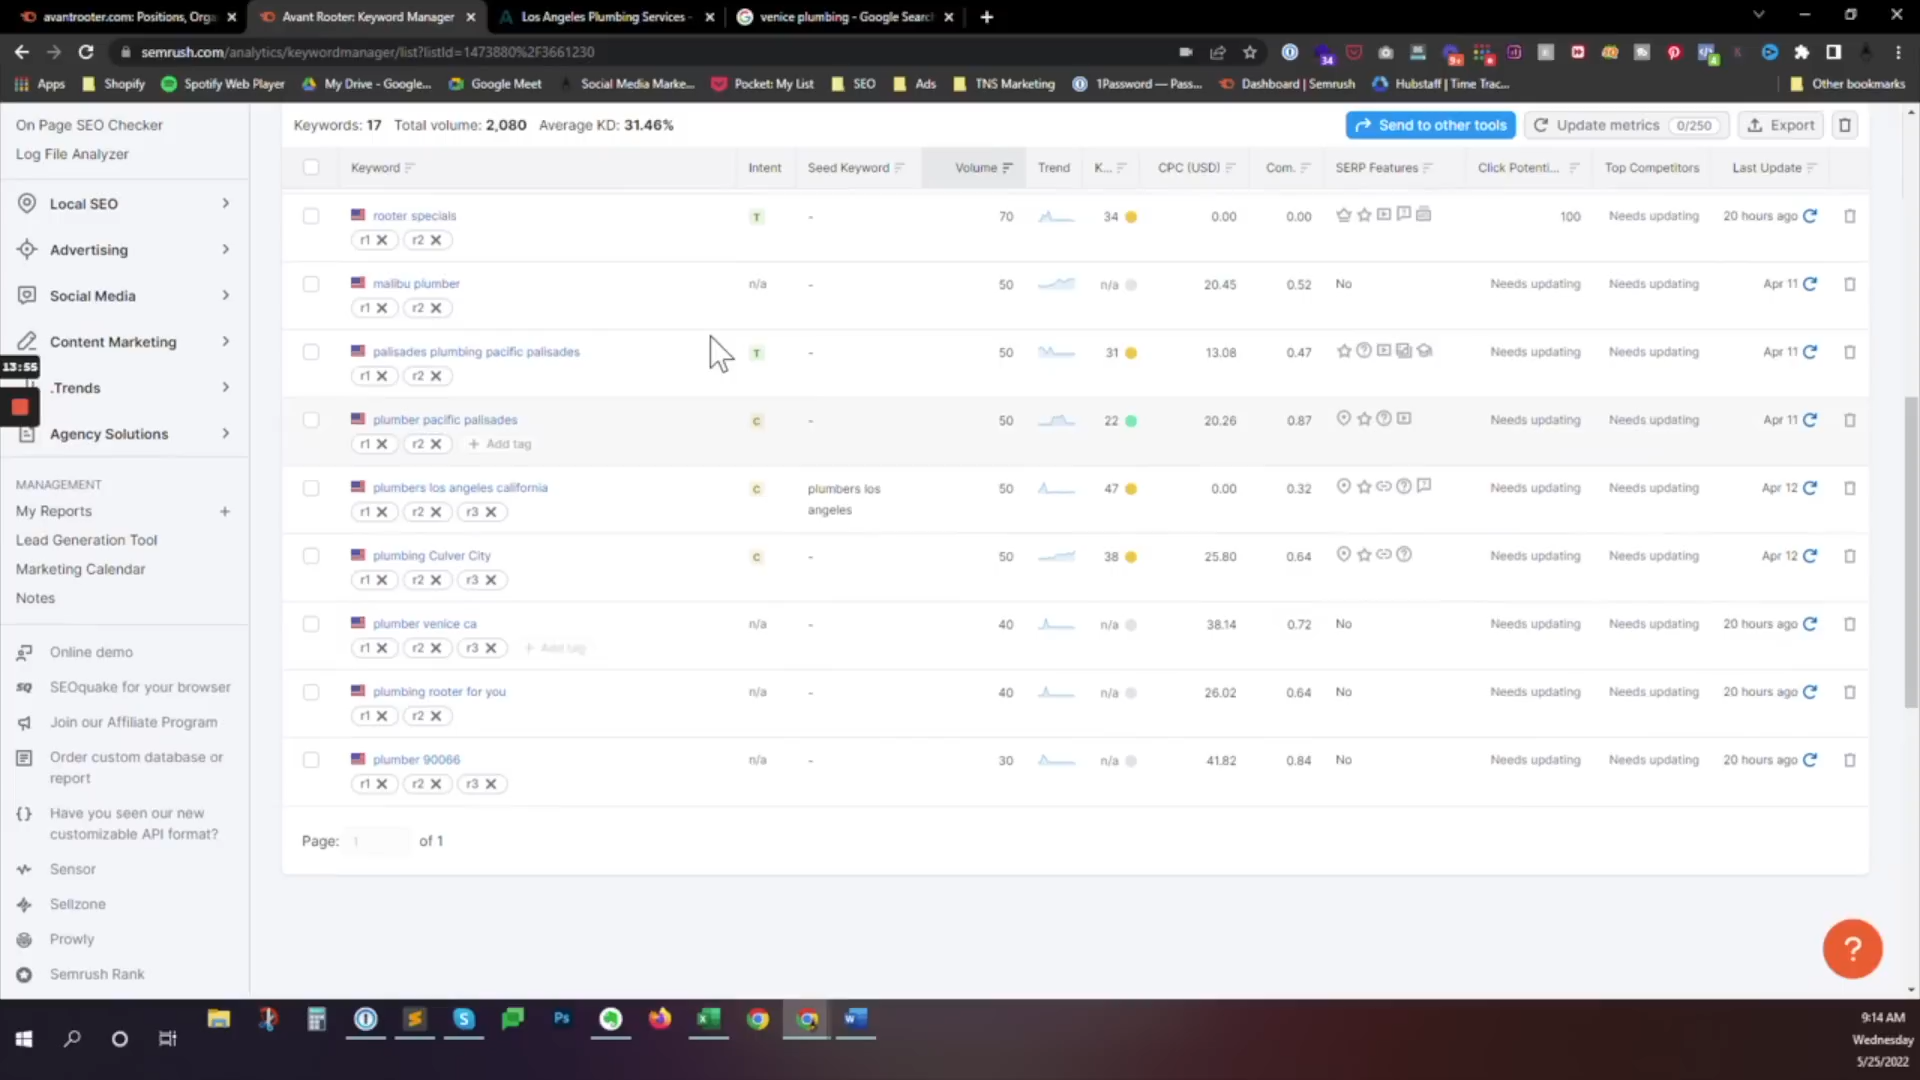 avantrooter.com: Positions, Orga
Avant Rooter: Keyword Manager
Los Angeles Plumbing Services -
venice plumbing - Google Searc
semrush.com/analytics/keywordmanager/list?listId=1473880%2F3661230
34
9+
Apps
Shopify
Spotify Web Player
My Drive - Google...
Google Meet
Social Media Marke...
Pocket: My List
SEO
Ads
TNS Marketing
1Password — Pass...
Dashboard | Semrush
Hubstaff | Time Trac...
Other bookmarks
On Page SEO Checker
Log File Analyzer
Local SEO
Advertising
Social Media
Content Marketing
13:55
.Trends
Agency Solutions
MANAGEMENT
My Reports +
Lead Generation Tool
Marketing Calendar
Notes
Online demo
SQ SEOquake for your browser
Join our Affiliate Program
Order custom database or
report
{} Have you seen our new
customizable API format?
Sensor
Sellzone
Prowly
Semrush Rank
Keywords: 17 Total volume: 2,080 Average KD: 31.46%
Send to other tools
Update metrics 0/250
Export
Keyword Intent Seed Keyword Volume Trend K... CPC (USD) Com. SERP Features Click Potenti... Top Competitors Last Update
rooter specials T - 70 34 0.00 0.00 100 Needs updating 20 hours ago
r1 r2
malibu plumber n/a - 50 n/a 20.45 0.52 No Needs updating Needs updating Apr 11
r1 r2
palisades plumbing pacific palisades T - 50 31 13.08 0.47 Needs updating Needs updating Apr 11
r1 r2
plumber pacific palisades C - 50 22 20.26 0.87 Needs updating Needs updating Apr 11
r1 r2 + Add tag
plumbers los angeles california C plumbers los angeles 50 47 0.00 0.32 Needs updating Needs updating Apr 12
r1 r2 r3
plumbing Culver City C - 50 38 25.80 0.64 Needs updating Needs updating Apr 12
r1 r2 r3
plumber venice ca n/a - 40 n/a 38.14 0.72 No Needs updating Needs updating 20 hours ago
r1 r2 r3 + Add tag
plumbing rooter for you n/a - 40 n/a 26.02 0.64 No Needs updating Needs updating 20 hours ago
r1 r2
plumber 90066 n/a - 30 n/a 41.82 0.84 No Needs updating Needs updating 20 hours ago
r1 r2 r3
Page: 1 of 1
?
Ps
9:14 AM
Wednesday
5/25/2022